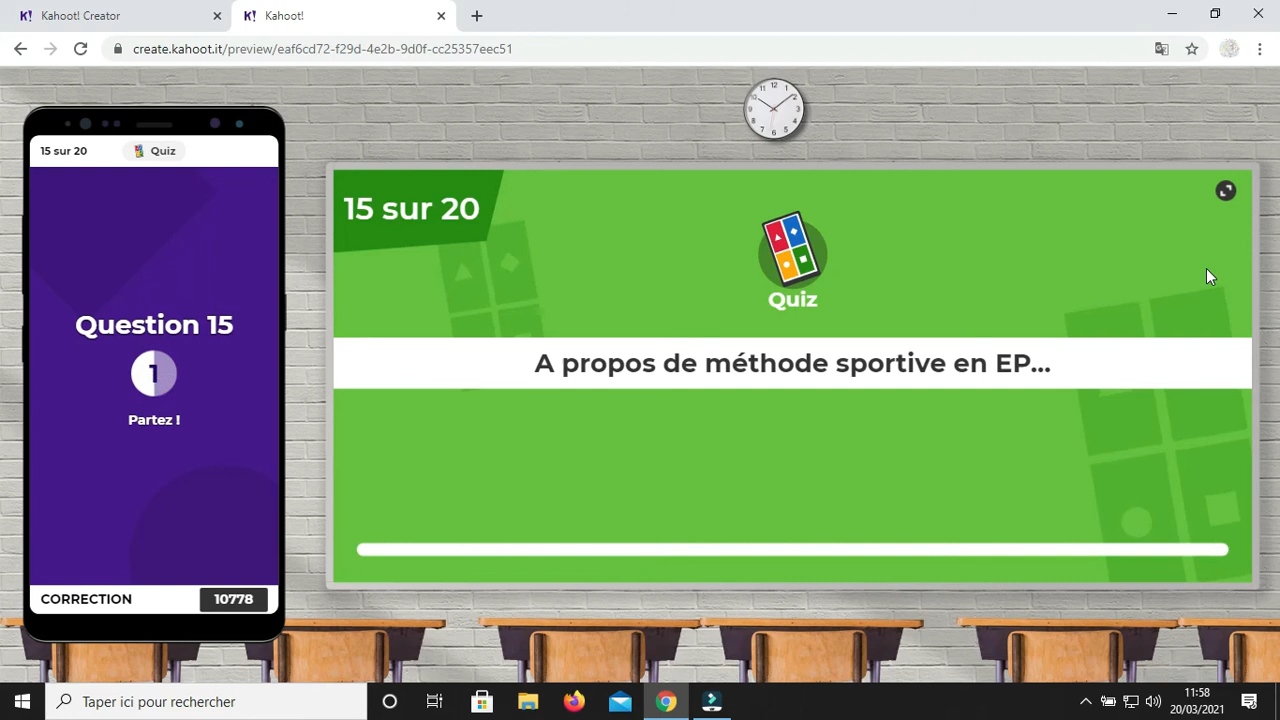 Kahoot! Creator
Kahoot!
create.kahoot.it/preview/eaf6cd72-f29d-4e2b-9d0f-cc25357eec51
15 sur 20
Quiz
Question 15
1
Partez !
CORRECTION
10778
15 sur 20
Quiz
A propos de méthode sportive en EP...
Taper ici pour rechercher
11:58
20/03/2021